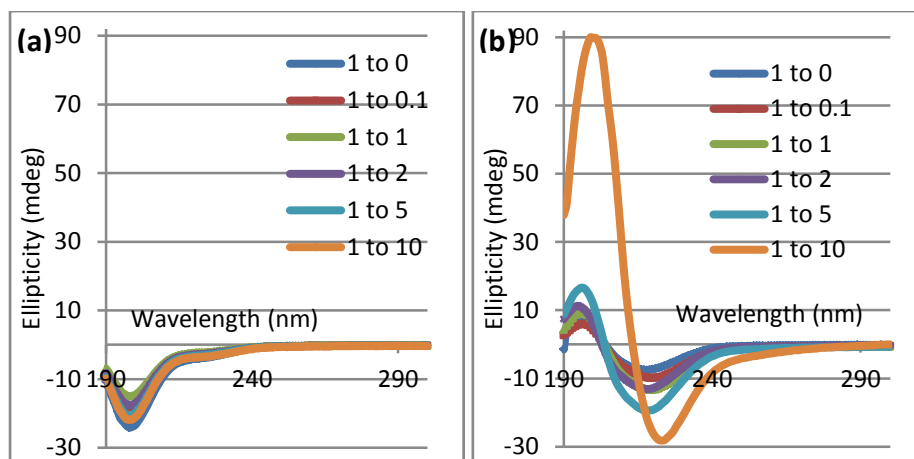 (a)
90
70
50
30
10
-10
-30
Ellipticity (mdeg)
1 to 0
1 to 0.1
1 to 1
1 to 2
1 to 5
1 to 10
Wavelength (nm)
190
240
290
(b)
90
70
50
30
10
-10
-30
Ellipticity (mdeg)
1 to 0
1 to 0.1
1 to 1
1 to 2
1 to 5
1 to 10
Wavelength (nm)
190
240
290